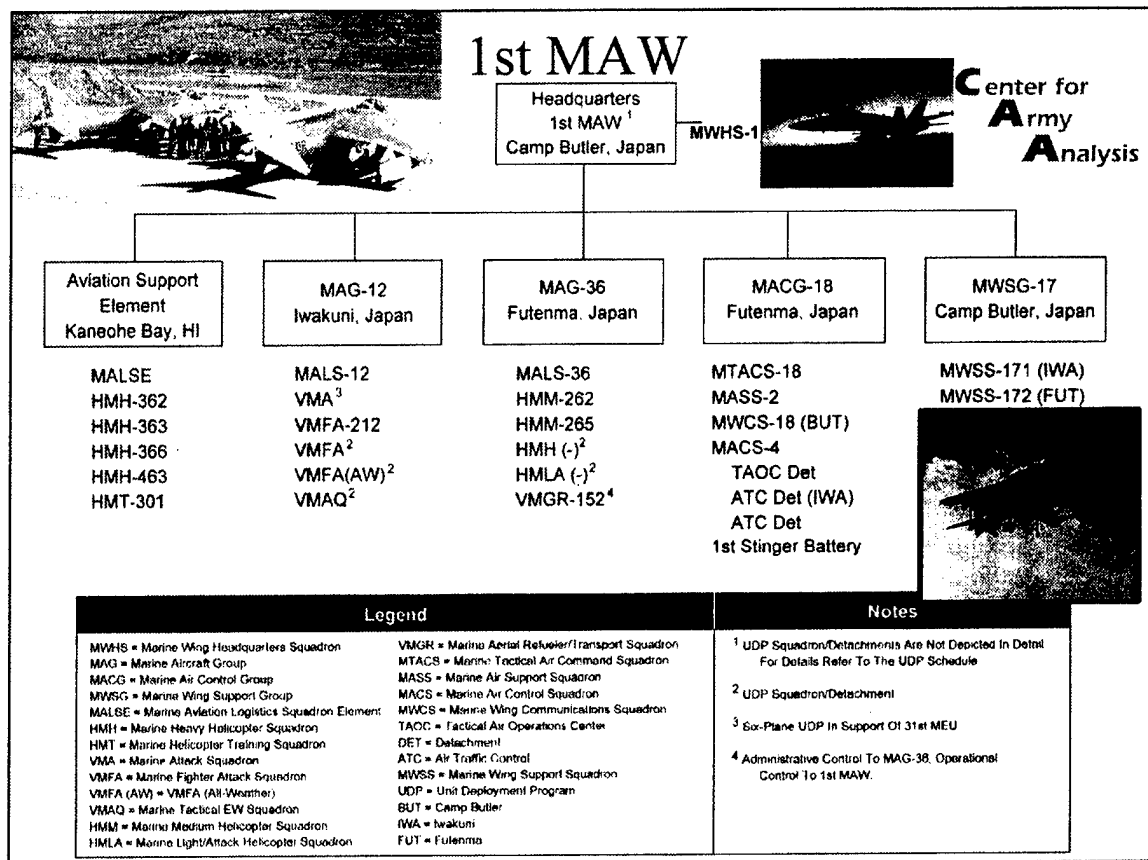 1st MAW
Headquarters
1st MAW 1
Camp Butler, Japan
MWHS-1
Center for
Army
Analysis
Aviation Support
Element
Kaneohe Bay, HI
MALSE
HMH-362
HMH-363
HMH-366
HMH-463
HMT-301
MAG-12
Iwakuni, Japan
MALS-12
VMA3
VMFA-212
VMFA2
VMFA(AW)2
VMAQ2
MAG-36
Futenma, Japan
MALS-36
HMM-262
HMM-265
HMH (-)2
HMLA (-)2
VMGR-1524
MACG-18
Futenma, Japan
MTACS-18
MASS-2
MWCS-18 (BUT)
MACS-4
TAOC Det
ATC Det (IWA)
ATC Det
1st Stinger Battery
MWSG-17
Camp Butler, Japan
MWSS-171 (IWA)
MWSS-172 (FUT)
Legend
MWHS = Marine Wing Headquarters Squadron
MAG = Marine Aircraft Group
MACG = Marine Air Control Group
MWSG = Marine Wing Support Group
MALSE = Marine Aviation Logistics Squadron Element
HMH = Marine Heavy Helicopter Squadron
HMT = Marine Helicopter Training Squadron
VMA = Marine Attack Squadron
VMFA = Marine Fighter Attack Squadron
VMFA (AW) = VMFA (All-Weather)
VMAQ = Marine Tactical EW Squadron
HMM = Marine Medium Helicopter Squadron
HMLA = Marine Light/Attack Helicopter Squadron
VMGR = Marine Aerial Refueler/Transport Squadron
MTACS = Marine Tactical Air Command Squadron
MASS = Marine Air Support Squadron
MACS = Marine Air Control Squadron
MWCS = Marine Wing Communications Squadron
TAOC = Tactical Air Operations Center
DET = Detachment
ATC = Air Traffic Control
MWSS = Marine Wing Support Squadron
UDP = Unit Deployment Program
BUT = Camp Butler
IWA = Iwakuni
FUT = Futenma
Notes
1 UDP Squadron/Detachments Are Not Depicted In Detail
For Details Refer To The UDP Schedule
2 UDP Squadron/Detachment
3 Six-Plane UDP In Support Of 31st MEU
4 Administrative Control To MAG-36, Operational
Control To 1st MAW.